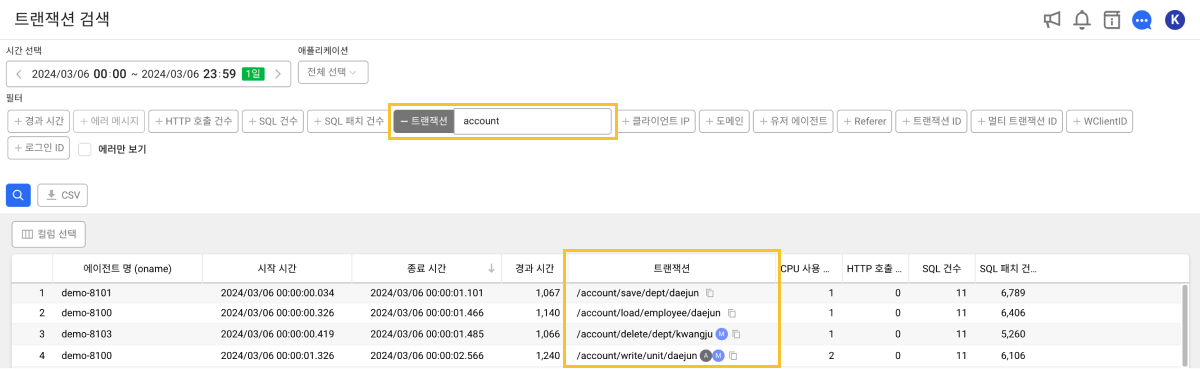 트랜잭션 검색
K
시간 선택
애플리케이션
2024/03/06 00:00 ~ 2024/03/06 23:59 1일
전체 선택
필터
+ 경과 시간 + 에러 메시지 + HTTP 호출 건수 + SQL 건수 + SQL 패치 건수 − 트랜잭션 account + 클라이언트 IP + 도메인 + 유저 에이전트 + Referer + 트랜잭션 ID + 멀티 트랜잭션 ID + WClientID
+ 로그인 ID 에러만 보기
CSV
컬럼 선택
에이전트 명 (oname) 시작 시간 종료 시간 ↓ 경과 시간 트랜잭션 CPU 사용 ... HTTP 호출 ... SQL 건수 SQL 패치 건...
1 demo-8101 2024/03/06 00:00:00.034 2024/03/06 00:00:01.101 1,067 /account/save/dept/daejun 1 0 11 6,789
2 demo-8100 2024/03/06 00:00:00.326 2024/03/06 00:00:01.466 1,140 /account/load/employee/daejun 1 0 11 6,406
3 demo-8103 2024/03/06 00:00:00.419 2024/03/06 00:00:01.485 1,066 /account/delete/dept/kwangju M 1 0 11 5,260
4 demo-8100 2024/03/06 00:00:01.326 2024/03/06 00:00:02.566 1,240 /account/write/unit/daejun A M 2 0 11 6,106